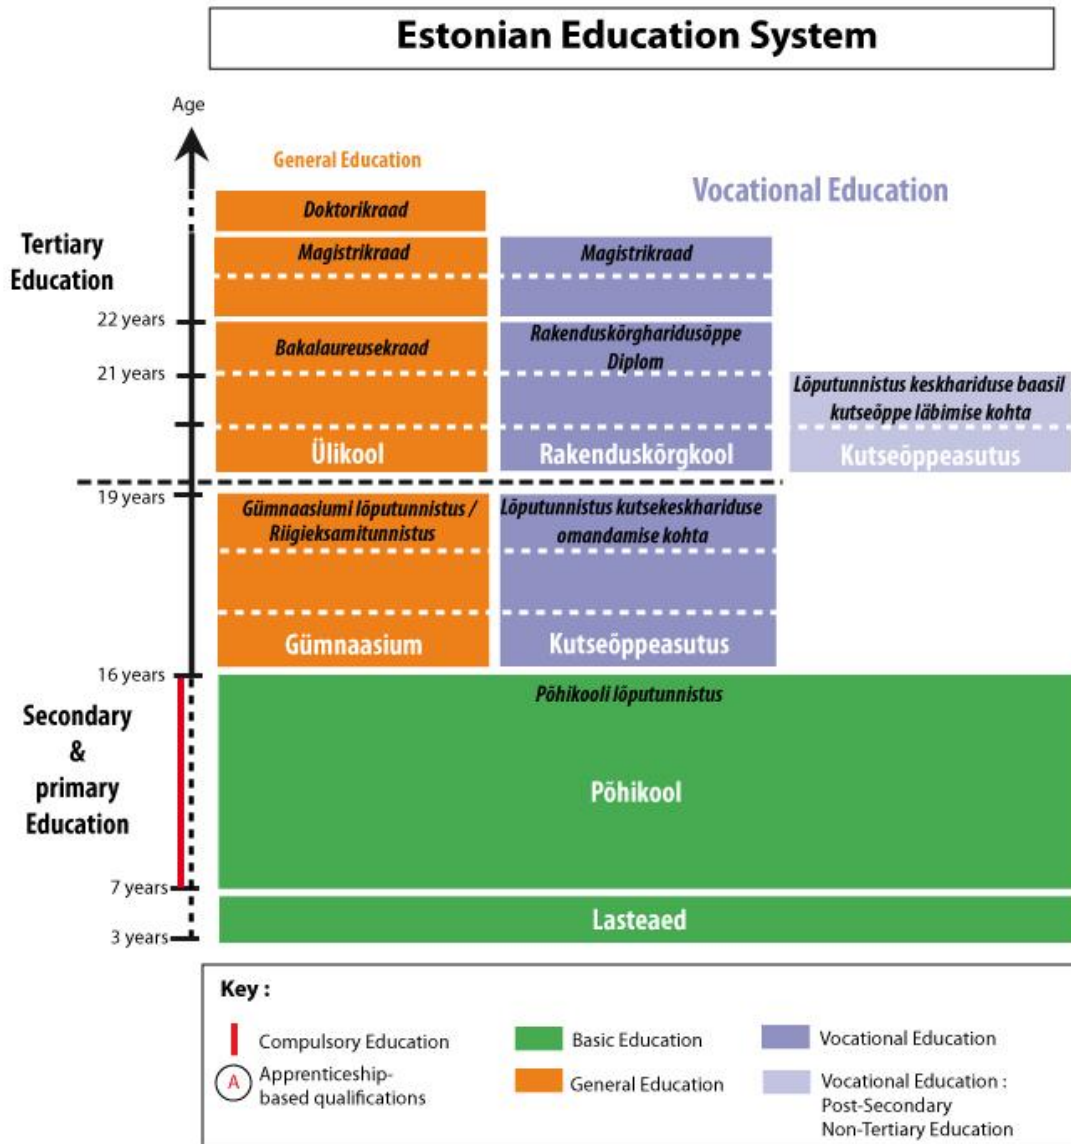 Estonian Education System
Age
General Education
Vocational Education
Doktorikraad
Tertiary
Education
Magistrikraad
Magistrikraad
22 years
Bakalaureusekraad
Rakenduskõrgharidusõppe
Diplom
21 years
Lõputunnistus keskhariduse baasil
kutseõppe läbimise kohta
Ülikool
Rakenduskõrgkool
Kutseõppeasutus
19 years
Gümnaasiumi lõputunnistus /
Riigieksamitunnistus
Lõputunnistus kutsekeskhariduse
omandamise kohta
Gümnaasium
Kutseõppeasutus
16 years
Põhikooli lõputunnistus
Secondary
&
primary
Education
Põhikool
7 years
Lasteaed
3 years
Key :
Compulsory Education
Basic Education
Vocational Education
A
Apprenticeship-
based qualifications
General Education
Vocational Education :
Post-Secondary
Non-Tertiary Education